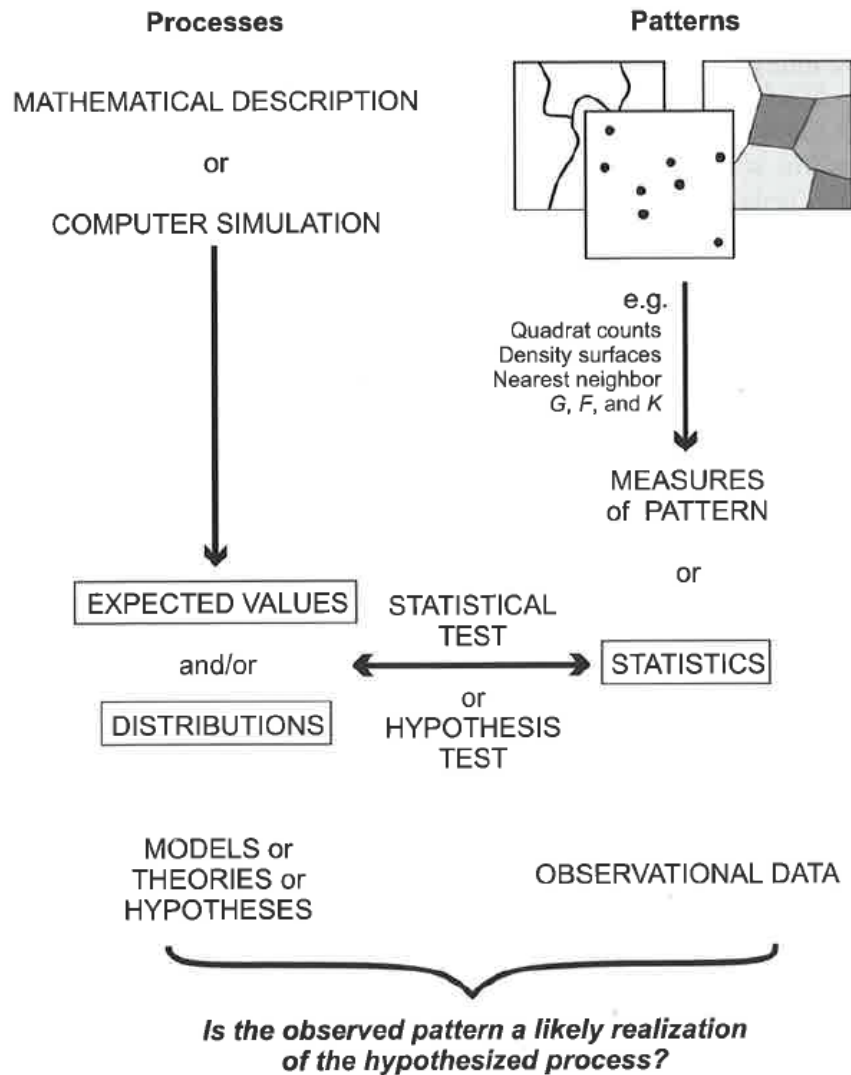 Processes
MATHEMATICAL DESCRIPTION
or
COMPUTER SIMULATION
EXPECTED VALUES
and/or
DISTRIBUTIONS
Patterns
e.g.
Quadrat counts
Density surfaces
Nearest neighbor
G, F, and K
MEASURES
of PATTERN
or
STATISTICS
STATISTICAL
TEST
or
HYPOTHESIS
TEST
MODELS or
THEORIES or
HYPOTHESES
OBSERVATIONAL DATA
Is the observed pattern a likely realization
of the hypothesized process?